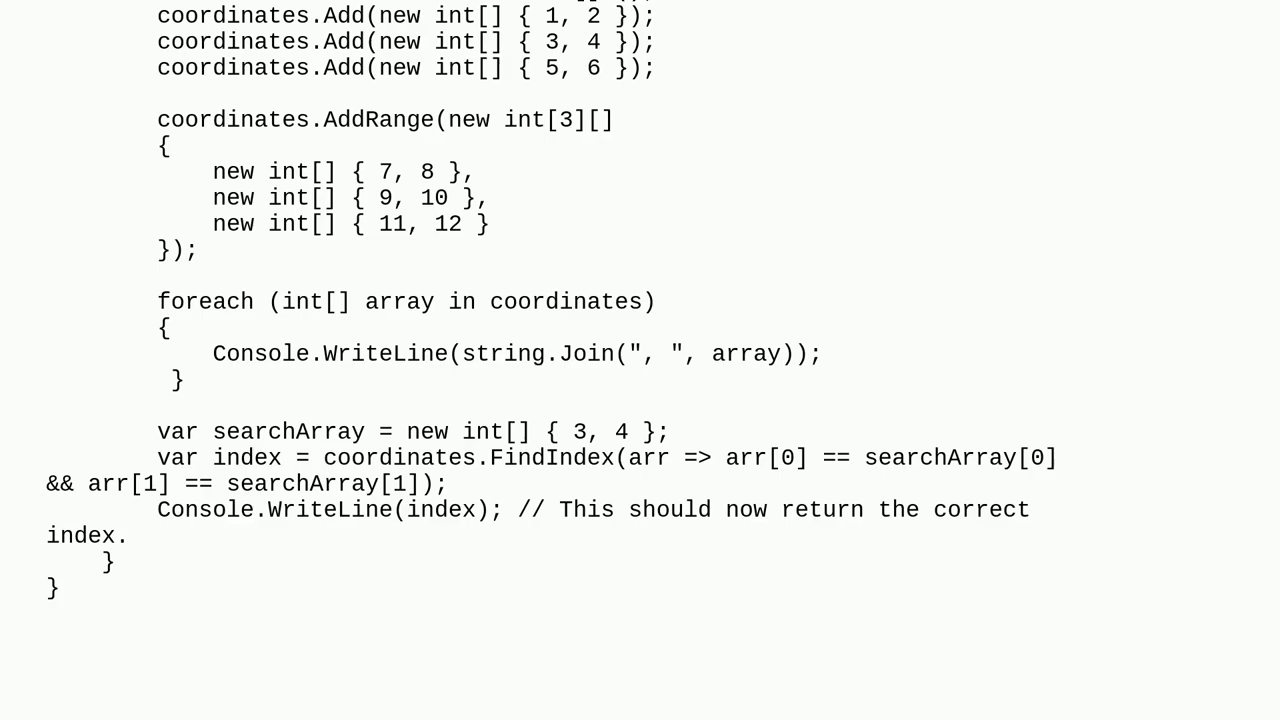 coordinates.Add(new int[] { 1, 2 });
coordinates.Add(new int[] { 3, 4 });
coordinates.Add(new int[] { 5, 6 });
coordinates.AddRange(new int[3][]
{
new int[] { 7, 8 },
new int[] { 9, 10 },
new int[] { 11, 12 }
});
foreach (int[] array in coordinates)
{
Console.WriteLine(string.Join(", ", array));
}
var searchArray = new int[] { 3, 4 };
var index = coordinates.FindIndex(arr => arr[0] == searchArray[0]
&& arr[1] == searchArray[1]);
Console.WriteLine(index); // This should now return the correct
index.
}
}